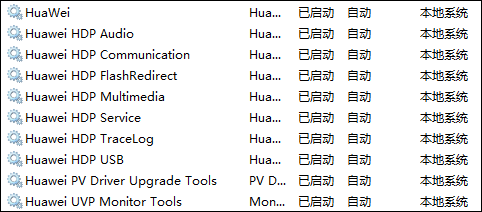 HuaWei Hua... 已启动 自动 本地系统
Huawei HDP Audio Hua... 已启动 自动 本地系统
Huawei HDP Communication Hua... 已启动 自动 本地系统
Huawei HDP FlashRedirect Hua... 已启动 自动 本地系统
Huawei HDP Multimedia Hua... 已启动 自动 本地系统
Huawei HDP Service Hua... 已启动 自动 本地系统
Huawei HDP TraceLog Hua... 已启动 自动 本地系统
Huawei HDP USB Hua... 已启动 自动 本地系统
Huawei PV Driver Upgrade Tools PV D... 已启动 自动 本地系统
Huawei UVP Monitor Tools Mon... 已启动 自动 本地系统